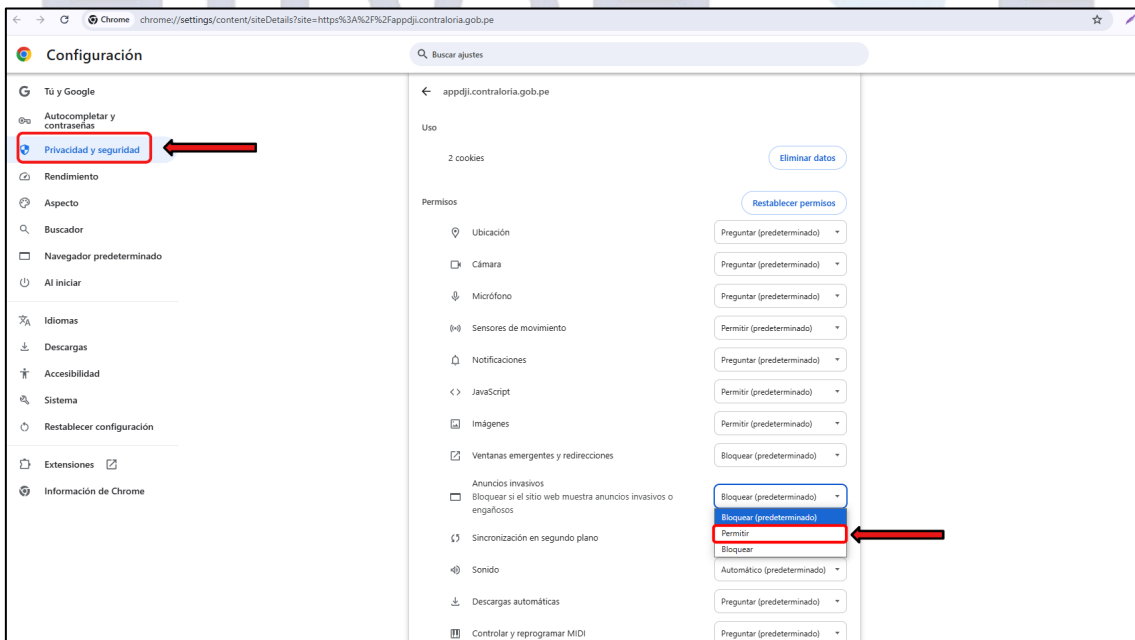 Chrome chrome://settings/content/siteDetails?site=https%3A%2F%2Fappdji.contraloria.gob.pe
Configuración
Buscar ajustes
Tú y Google
Autocompletar y
contraseñas
Privacidad y seguridad
Rendimiento
Aspecto
Buscador
Navegador predeterminado
Al iniciar
Idiomas
Descargas
Accesibilidad
Sistema
Restablecer configuración
Extensiones
Información de Chrome
appdji.contraloria.gob.pe
Uso
2 cookies Eliminar datos
Permisos Restablecer permisos
Ubicación Preguntar (predeterminado)
Cámara Preguntar (predeterminado)
Micrófono Preguntar (predeterminado)
Sensores de movimiento Permitir (predeterminado)
Notificaciones Preguntar (predeterminado)
JavaScript Permitir (predeterminado)
Imágenes Permitir (predeterminado)
Ventanas emergentes y redirecciones Bloquear (predeterminado)
Anuncios invasivos
Bloquear si el sitio web muestra anuncios invasivos o
engañosos
Bloquear (predeterminado)
Bloquear (predeterminado)
Permitir
Bloquear
Sincronización en segundo plano
Sonido Automático (predeterminado)
Descargas automáticas Preguntar (predeterminado)
Controlar y reprogramar MIDI Preguntar (predeterminado)